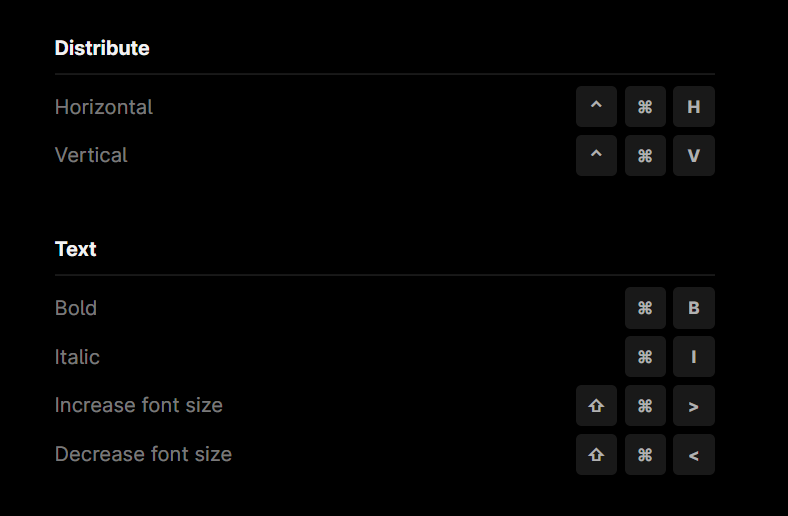 Distribute
Horizontal ^ ⌘ H
Vertical ^ ⌘ V
Text
Bold ⌘ B
Italic ⌘ I
Increase font size ⇧ ⌘ >
Decrease font size ⇧ ⌘ <